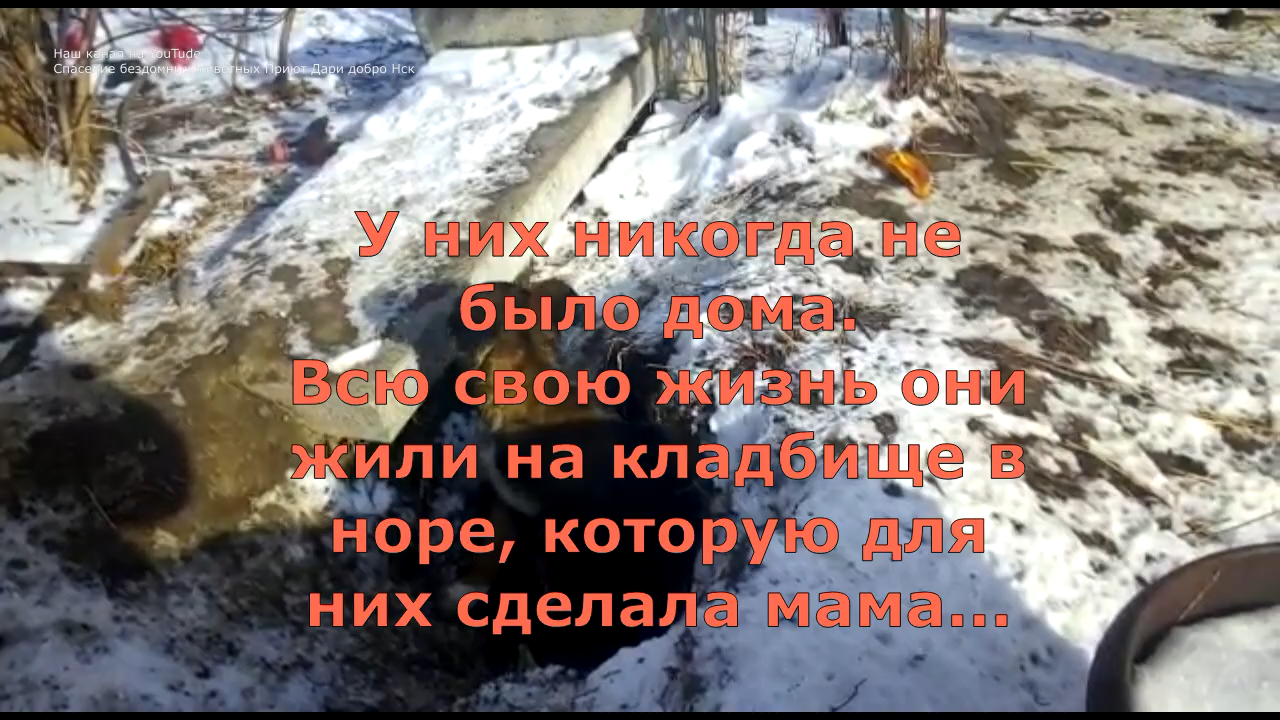 Наш канал на YouTube
Спасение бездомных животных Приют Дари добро Нск
У них никогда не
было дома.
Всю свою жизнь они
жили на кладбище в
норе, которую для
них сделала мама...